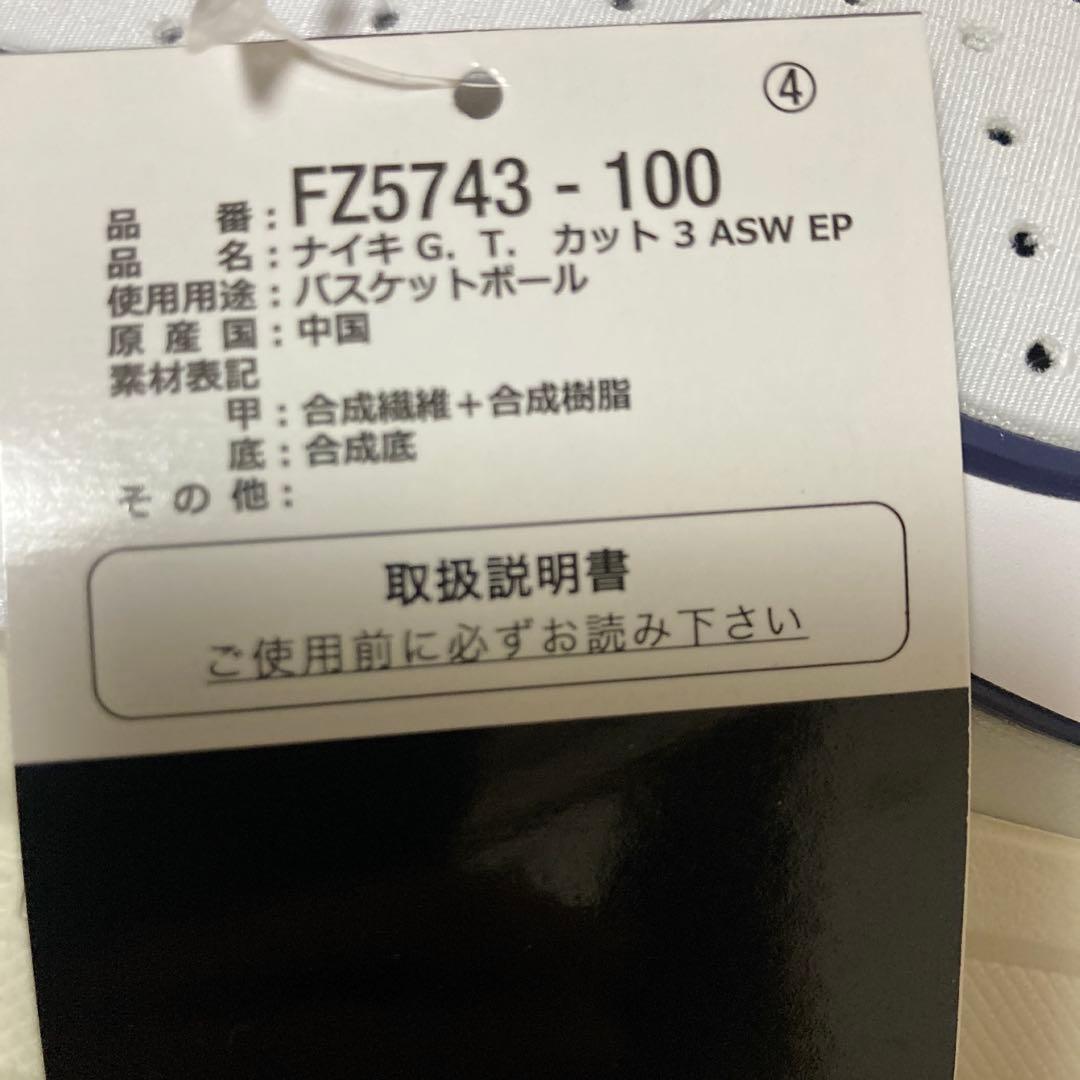 ④
品番：FZ5743 - 100
品名：ナイキ G. T. カット 3 ASW EP
使用用途：バスケットボール
原産国：中国
素材表記
甲：合成繊維＋合成樹脂
底：合成底
その他：
取扱説明書
ご使用前に必ずお読み下さい